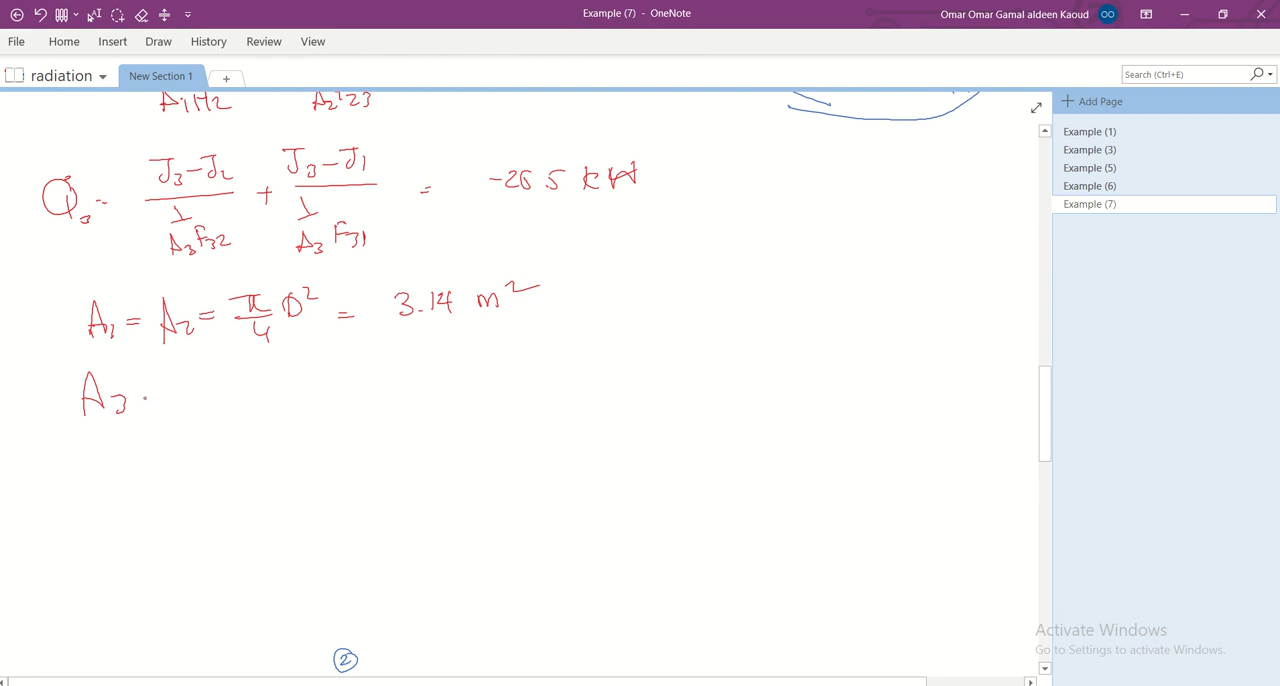 Example (7) - OneNote
Omar Omar Gamal aldeen Kaoud OO
File Home Insert Draw History Review View
radiation New Section 1 +
Search (Ctrl+E)
Add Page
Example (1)
Example (3)
Example (5)
Example (6)
Example (7)
Q̇₃ = (J₃-J₂)/(1/(A₃F₃₂)) + (J₃-J₁)/(1/(A₃F₃₁)) = -26.5 kW
A₁ = A₂ = π/4 D² = 3.14 m²
A₃
②
Activate Windows
Go to Settings to activate Windows.